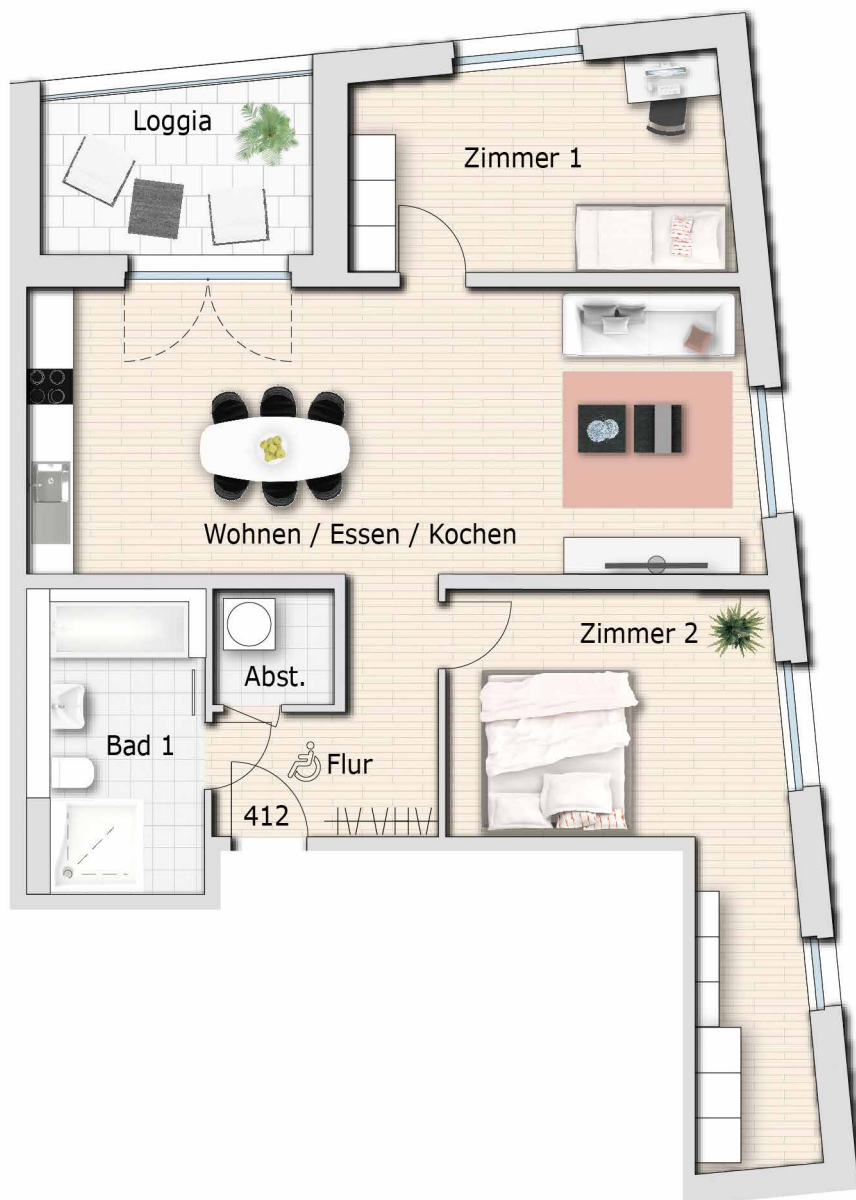 Loggia
Zimmer 1
Wohnen / Essen / Kochen
Zimmer 2
Abst.
Bad 1
Flur
412